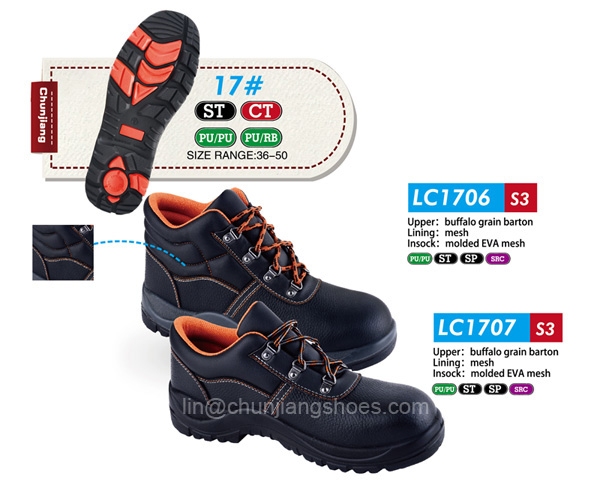 Chunjiang
17#
ST CT
PU/PU PU/RB
SIZE RANGE:36-50
LC1706 S3
Upper: buffalo grain barton
Lining: mesh
Insock: molded EVA mesh
PU/PU ST SP SRC
LC1707 S3
Upper: buffalo grain barton
Lining: mesh
Insock: molded EVA mesh
PU/PU ST SP SRC
lin@chunjiangshoes.com